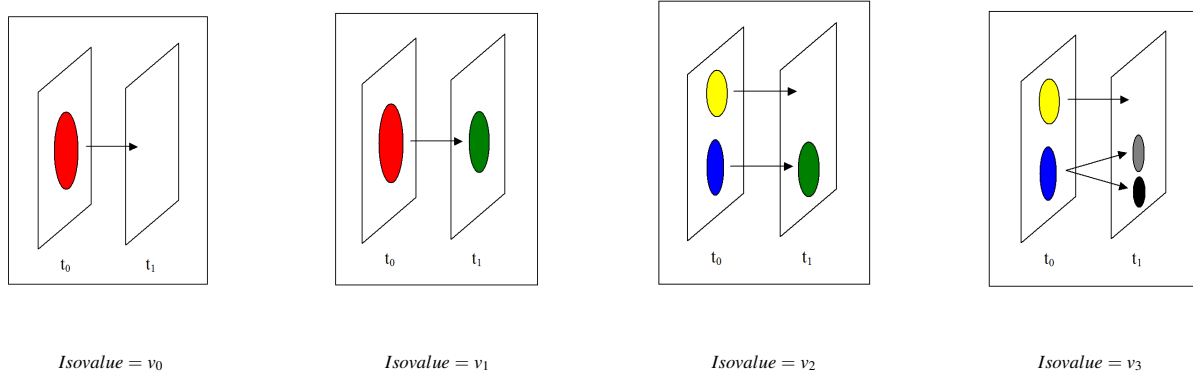 t₀ t₁
t₀ t₁
t₀ t₁
t₀ t₁
Isovalue = v₀
Isovalue = v₁
Isovalue = v₂
Isovalue = v₃